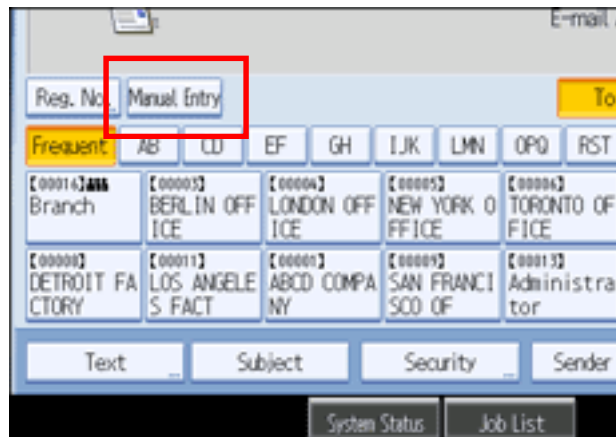 E-mail
Reg. No. Manual Entry To
Frequent AB CD EF GH IJK LMN OPQ RST
[00016] [00003] [00004] [00005] [00006]
Branch BERLIN OFF LONDON OFF NEW YORK O TORONTO OF
ICE ICE FFICE FICE
[00008] [00011] [00001] [00009] [00013]
DETROIT FA LOS ANGELE ABCD COMPA SAN FRANCI Administra
CTORY S FACT NY SCO OF tor
Text Subject Security Sender
System Status Job List